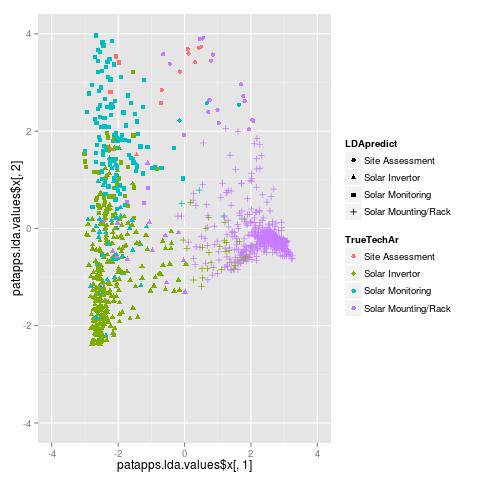 4
2
0
-2
-4
-4
-2
0
2
4
patapps.lda.values$x[, 2]
patapps.lda.values$x[, 1]
LDApredict
Site Assessment
Solar Invertor
Solar Monitoring
Solar Mounting/Rack
TrueTechAr
Site Assessment
Solar Invertor
Solar Monitoring
Solar Mounting/Rack